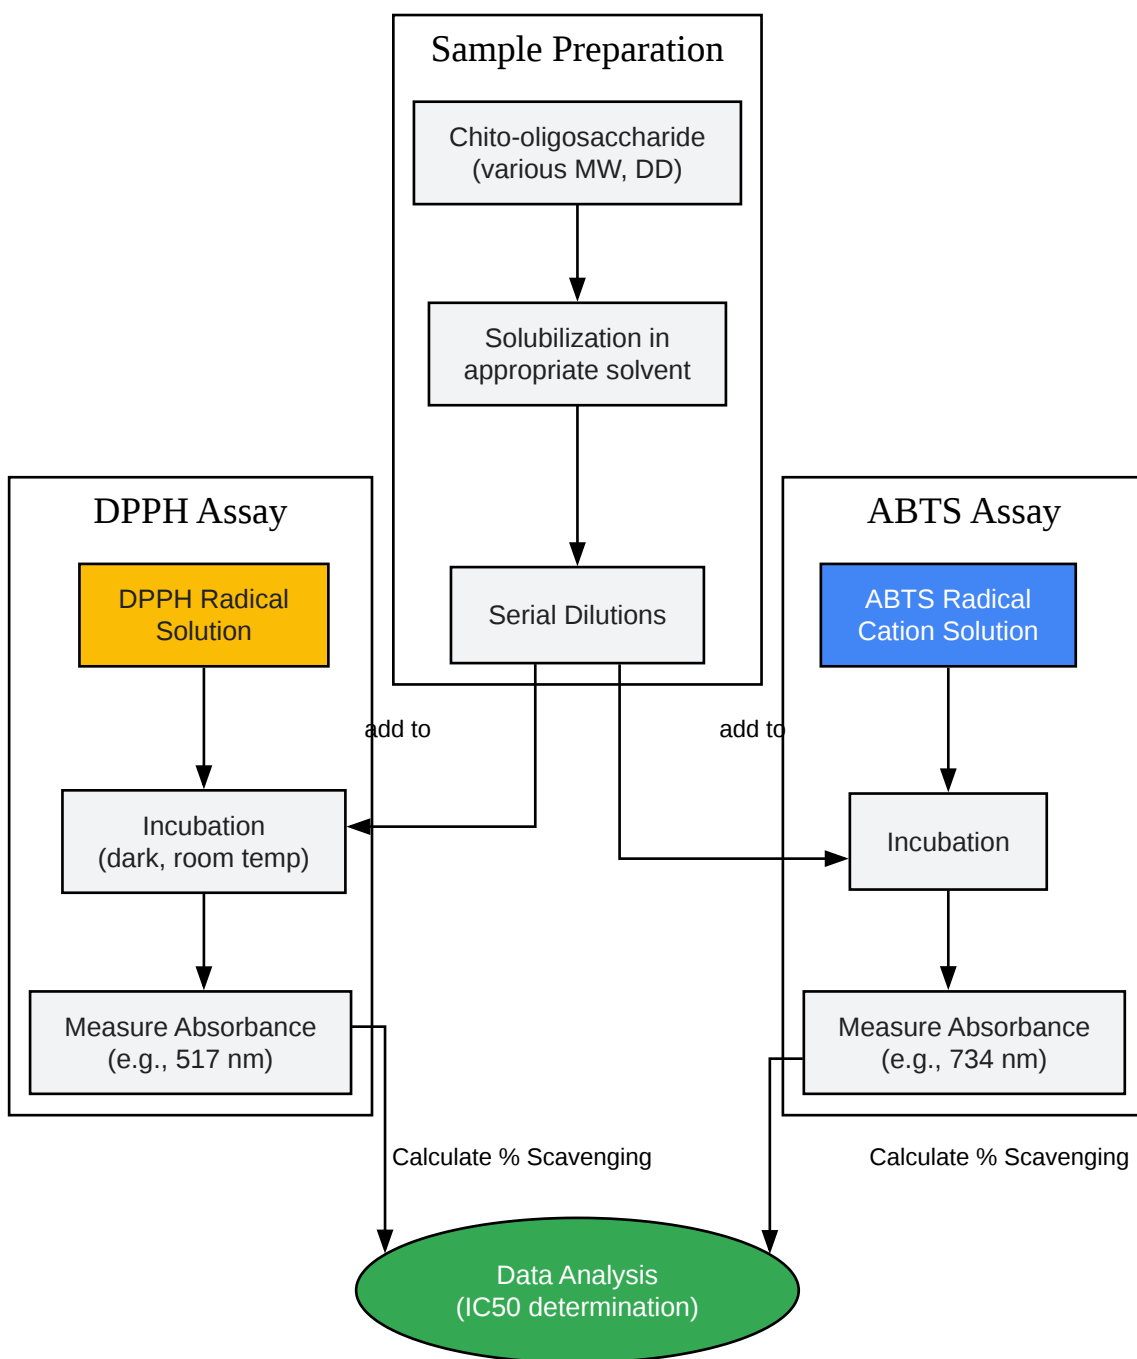 Sample Preparation
Chito-oligosaccharide
(various MW, DD)
Solubilization in
appropriate solvent
Serial Dilutions
DPPH Assay
DPPH Radical
Solution
add to
Incubation
(dark, room temp)
Measure Absorbance
(e.g., 517 nm)
Calculate % Scavenging
ABTS Assay
ABTS Radical
Cation Solution
add to
Incubation
Measure Absorbance
(e.g., 734 nm)
Calculate % Scavenging
Data Analysis
(IC50 determination)